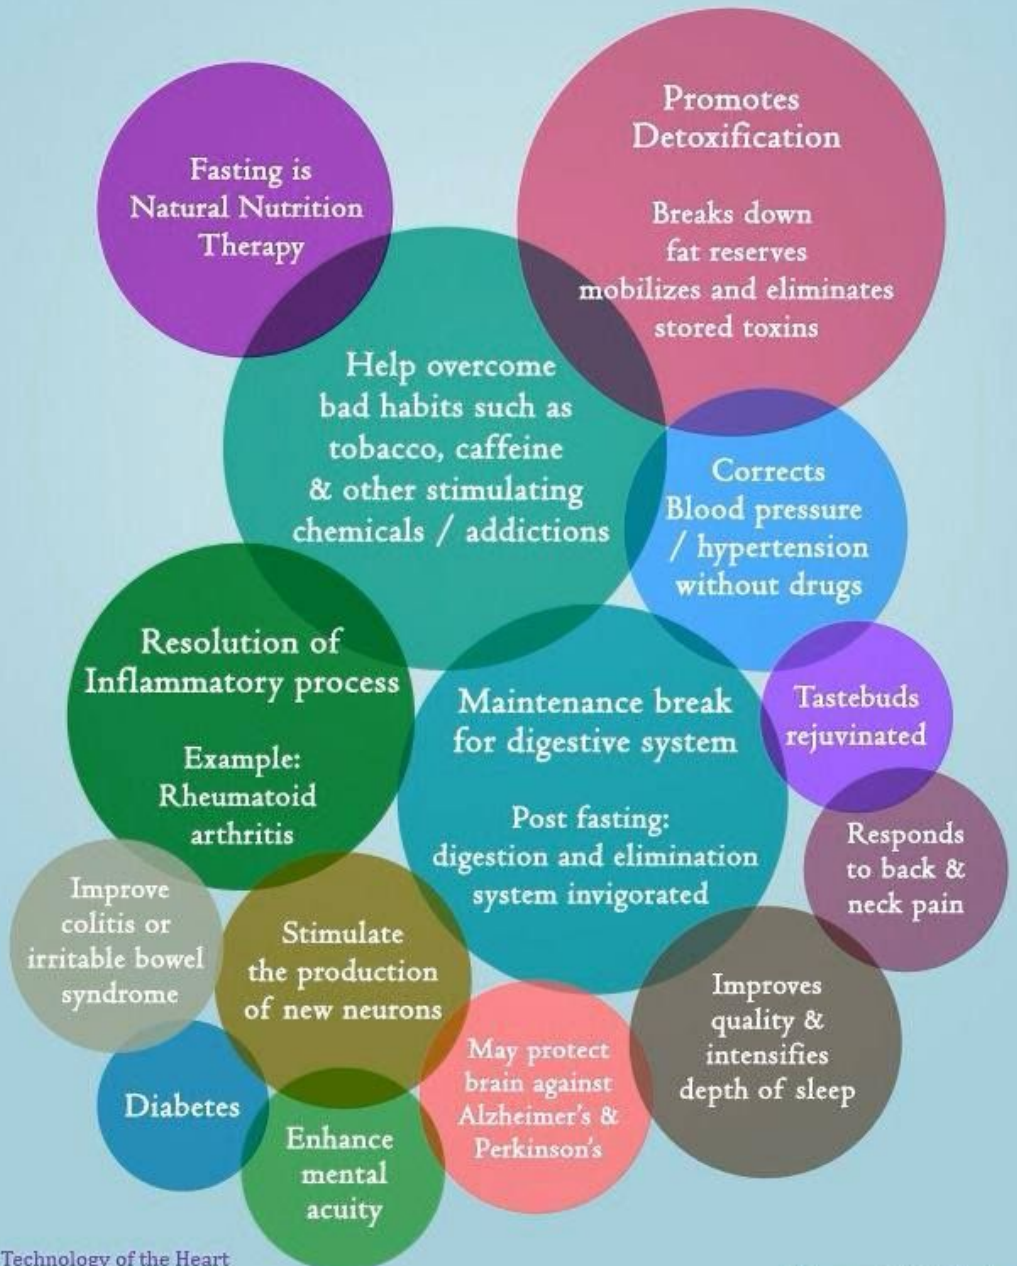 Fasting is
Natural Nutrition
Therapy
Promotes
Detoxification
Breaks down
fat reserves
mobilizes and eliminates
stored toxins
Help overcome
bad habits such as
tobacco, caffeine
& other stimulating
chemicals / addictions
Corrects
Blood pressure
/ hypertension
without drugs
Resolution of
Inflammatory process
Example:
Rheumatoid
arthritis
Maintenance break
for digestive system
Post fasting:
digestion and elimination
system invigorated
Tastebuds
rejuvinated
Responds
to back &
neck pain
Improve
colitis or
irritable bowel
syndrome
Stimulate
the production
of new neurons
Improves
quality &
intensifies
depth of sleep
May protect
brain against
Alzheimer's &
Perkinson's
Diabetes
Enhance
mental
acuity
Technology of the Heart